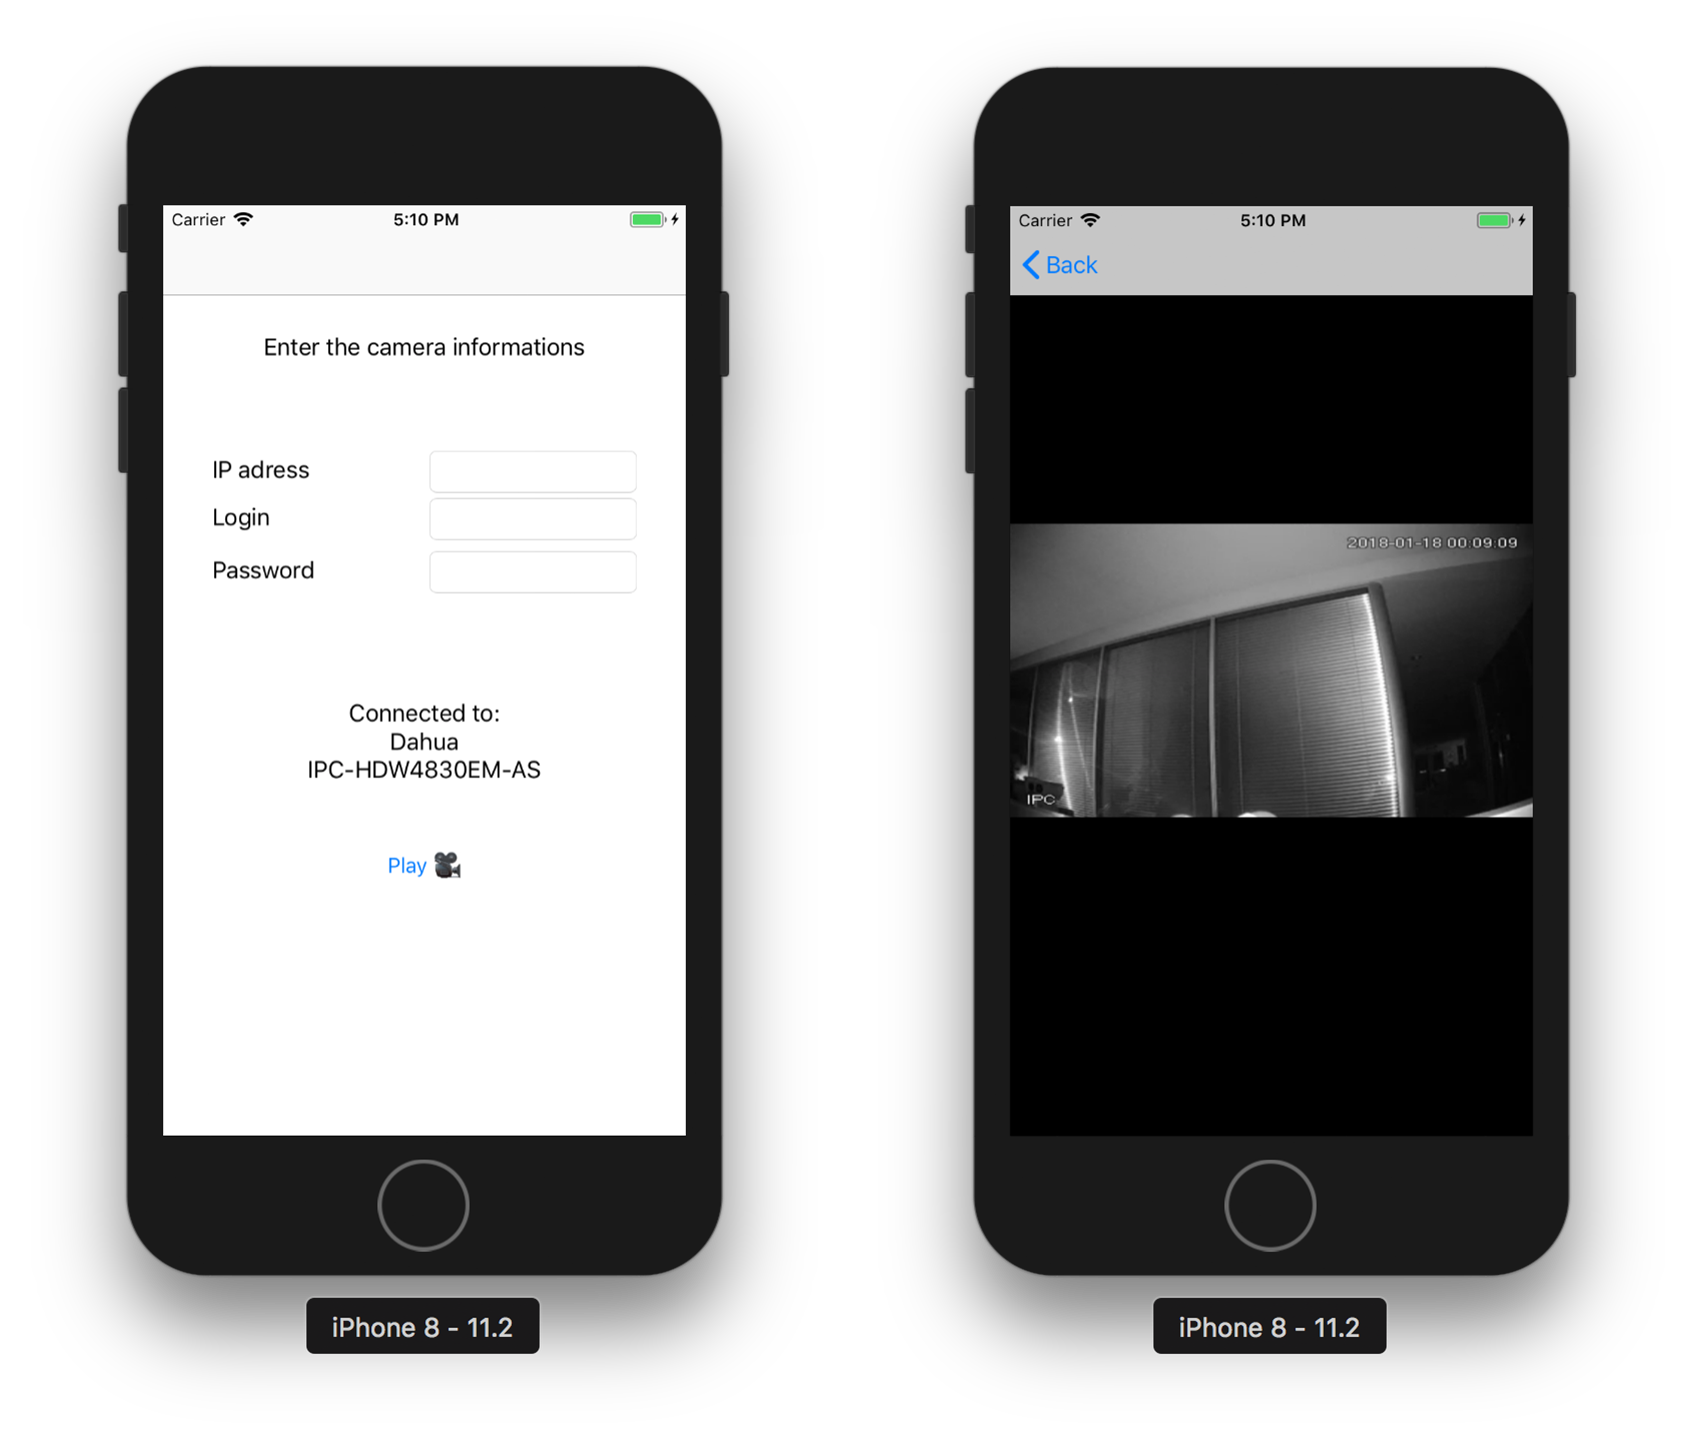 Carrier 5:10 PM
Enter the camera informations
IP adress
Login
Password
Connected to:
Dahua
IPC-HDW4830EM-AS
Play
iPhone 8 - 11.2
Carrier 5:10 PM
Back
2018-01-18 00:09:09
IPC
iPhone 8 - 11.2